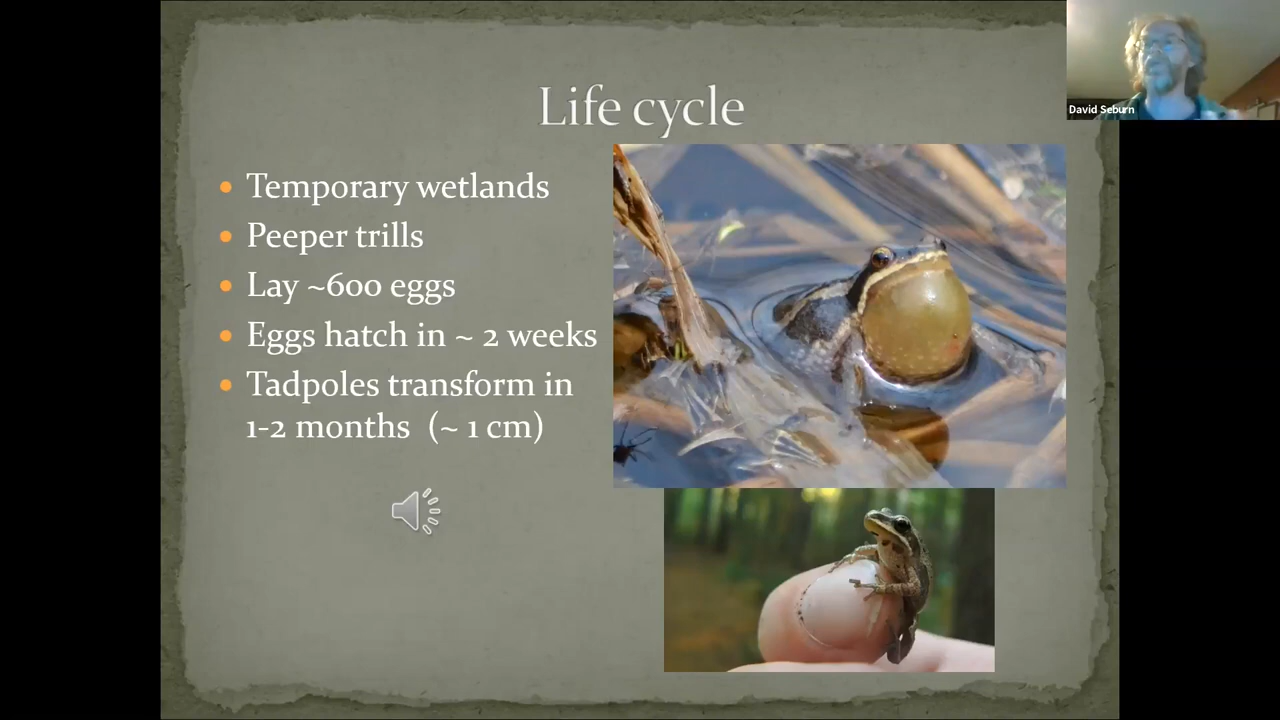 Life cycle
David Seburn
Temporary wetlands
Peeper trills
Lay ~600 eggs
Eggs hatch in ~ 2 weeks
Tadpoles transform in
1-2 months (~ 1 cm)